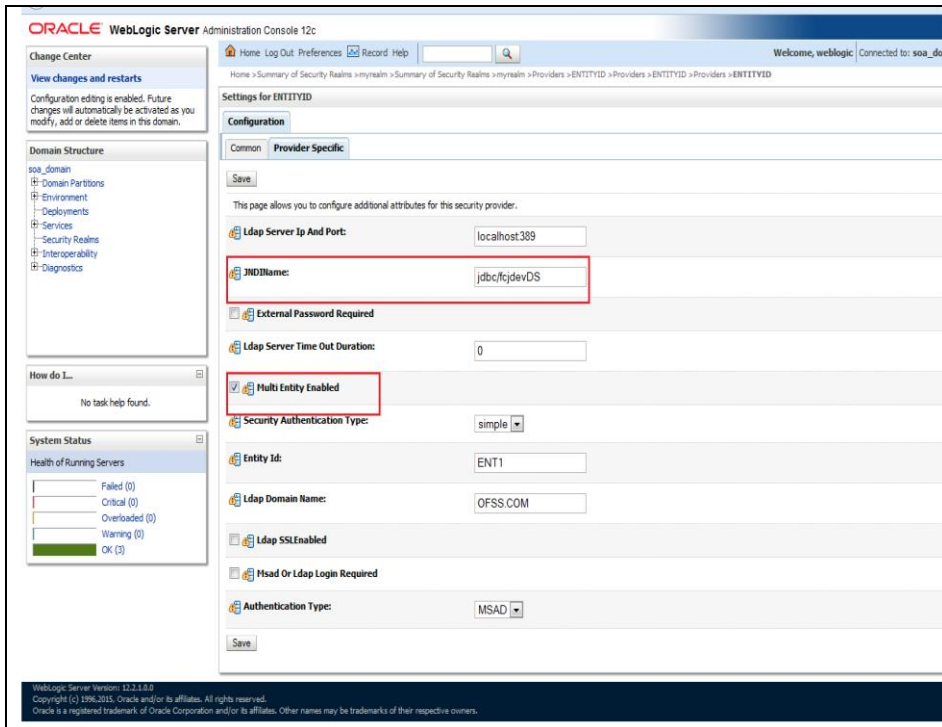 ORACLE WebLogic Server Administration Console 12c
Change Center
View changes and restarts
Configuration editing is enabled. Future
changes will automatically be activated as you
modify, add or delete items in this domain.
Domain Structure
soa_domain
Domain Partitions
Environment
Deployments
Services
Security Realms
Interoperability
Diagnostics
How do I...
No task help found.
System Status
Health of Running Servers
Failed (0)
Critical (0)
Overloaded (0)
Warning (0)
OK (3)
Home Log Out Preferences Record Help
Welcome, weblogic Connected to: soa_do
Home >Summary of Security Realms >myrealm >Summary of Security Realms >myrealm >Providers >ENTITYID >Providers >ENTITYID >Providers >ENTITYID
Settings for ENTITYID
Configuration
Common Provider Specific
Save
This page allows you to configure additional attributes for this security provider.
Ldap Server Ip And Port: localhost:389
JNDIName: jdbc/fcjdevDS
External Password Required
Ldap Server Time Out Duration: 0
Multi Entity Enabled
Security Authentication Type: simple
Entity Id: ENT1
Ldap Domain Name: OFSS.COM
Ldap SSLEnabled
Msad Or Ldap Login Required
Authentication Type: MSAD
Save
WebLogic Server Version: 12.2.1.0.0
Copyright (c) 1996,2015, Oracle and/or its affiliates. All rights reserved.
Oracle is a registered trademark of Oracle Corporation and/or its affiliates. Other names may be trademarks of their respective owners.